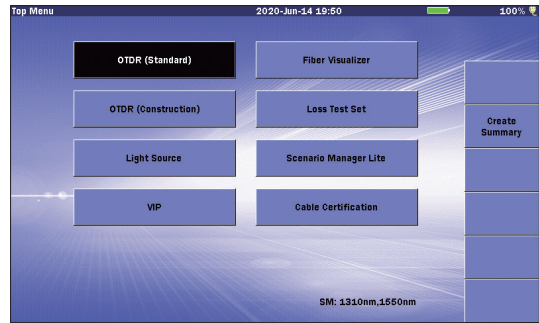 Top Menu 2020-Jun-14 19:50 100%
OTDR (Standard) Fiber Visualizer
OTDR (Construction) Loss Test Set
Create
Summary
Light Source Scenario Manager Lite
VIP Cable Certification
SM: 1310nm,1550nm